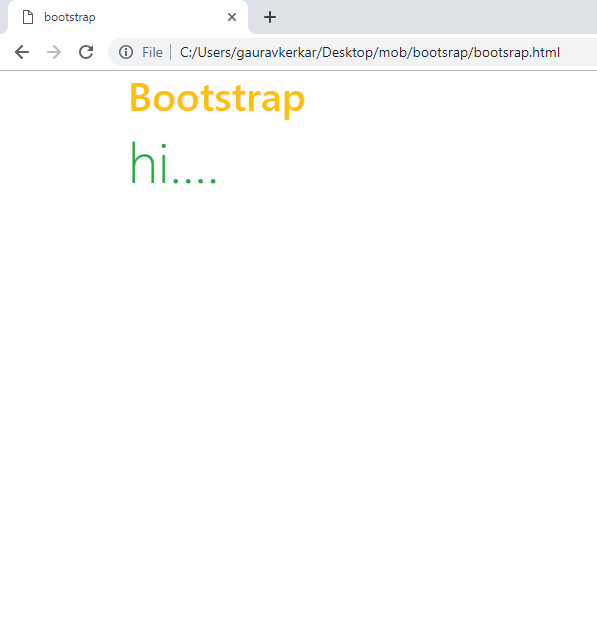 bootstrap
File C:/Users/gauravkerkar/Desktop/mob/bootsrap/bootsrap.html
Bootstrap
hi....